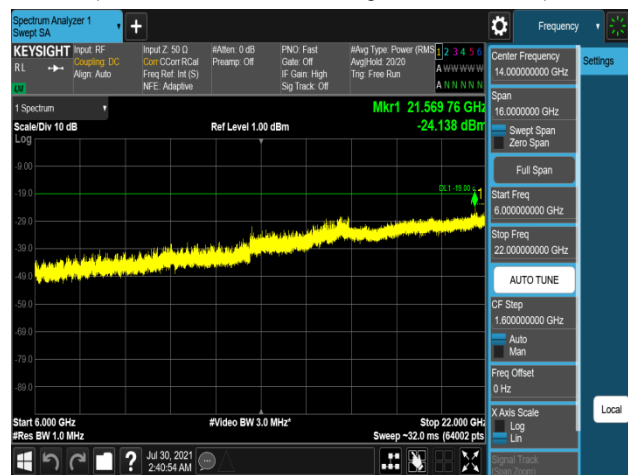 Spectrum Analyzer 1
Swept SA
+
Frequency
KEYSIGHT
RL
LXI
Input: RF
Coupling: DC
Align: Auto
Input Z: 50 Ω
Corr CCorr RCal
Freq Ref: Int (S)
NFE: Adaptive
#Atten: 0 dB
Preamp: Off
PNO: Fast
Gate: Off
IF Gain: High
Sig Track: Off
#Avg Type: Power (RMS
Avg|Hold: 20/20
Trig: Free Run
1 2 3 4 5 6
A W W W W W
A N N N N N
1 Spectrum
Scale/Div 10 dB
Log
Ref Level 1.00 dBm
Mkr1 21.569 76 GHz
-24.138 dBm
-9.00
-19.0
-29.0
-39.0
-49.0
-59.0
-69.0
-79.0
-89.0
DL1 -19.00
1
Start 6.000 GHz
#Res BW 1.0 MHz
#Video BW 3.0 MHz*
Stop 22.000 GHz
Sweep ~32.0 ms (64002 pts
?
Jul 30, 2021
2:40:54 AM
Center Frequency
14.000000000 GHz
Span
16.0000000 GHz
Swept Span
Zero Span
Full Span
Start Freq
6.000000000 GHz
Stop Freq
22.000000000 GHz
AUTO TUNE
CF Step
1.600000000 GHz
Auto
Man
Freq Offset
0 Hz
X Axis Scale
Log
Lin
Signal Track
(Span Zoom)
Settings
Local